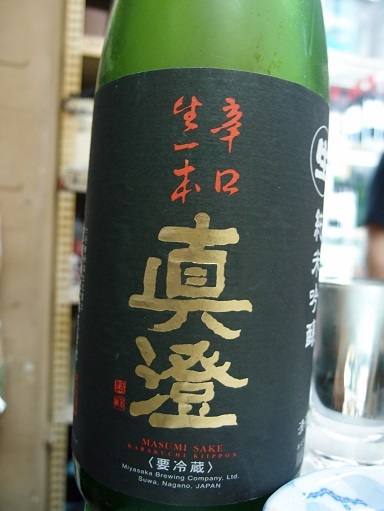 辛口
生一本
真澄
MASUMI SAKE
KARAKUCHI KIIPPON
〈要冷蔵〉
Miyasaka Brewing Company, Ltd.
Suwa, Nagano, JAPAN
生 純米吟醸